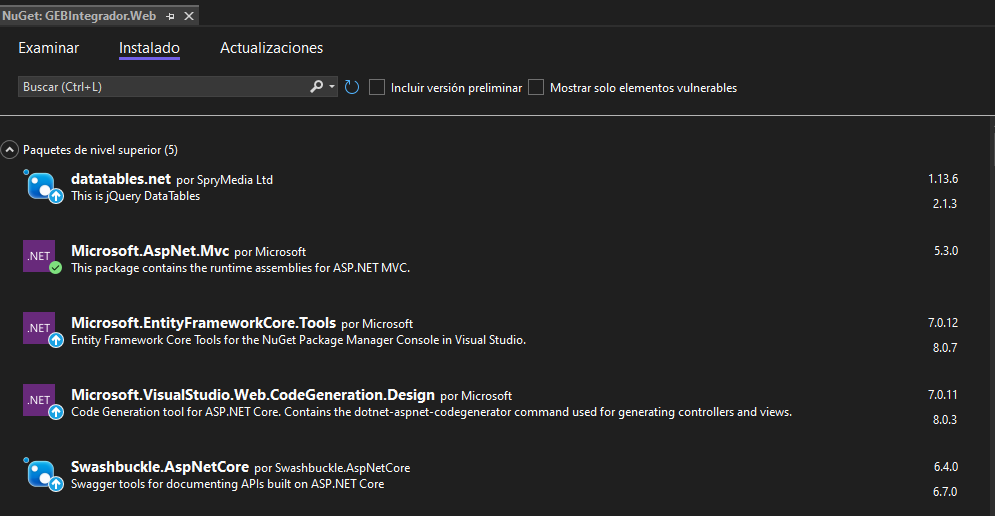 NuGet: GEBIntegrador.Web
Examinar Instalado Actualizaciones
Buscar (Ctrl+L) Incluir versión preliminar Mostrar solo elementos vulnerables
Paquetes de nivel superior (5)
datatables.net por SpryMedia Ltd 1.13.6
This is jQuery DataTables 2.1.3
.NET Microsoft.AspNet.Mvc por Microsoft 5.3.0
This package contains the runtime assemblies for ASP.NET MVC.
.NET Microsoft.EntityFrameworkCore.Tools por Microsoft 7.0.12
Entity Framework Core Tools for the NuGet Package Manager Console in Visual Studio. 8.0.7
.NET Microsoft.VisualStudio.Web.CodeGeneration.Design por Microsoft 7.0.11
Code Generation tool for ASP.NET Core. Contains the dotnet-aspnet-codegenerator command used for generating controllers and views. 8.0.3
Swashbuckle.AspNetCore por Swashbuckle.AspNetCore 6.4.0
Swagger tools for documenting APIs built on ASP.NET Core 6.7.0